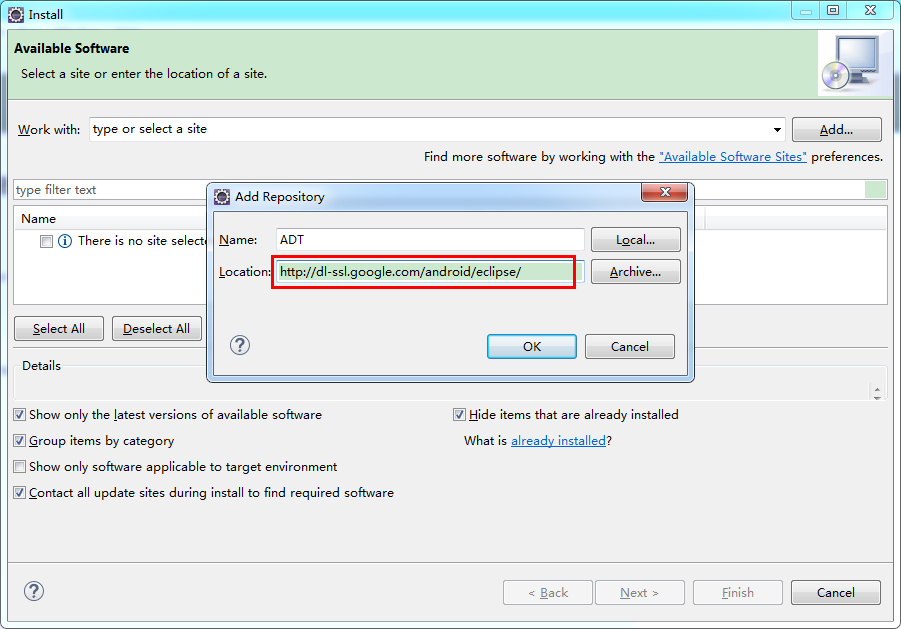 Install
Available Software
Select a site or enter the location of a site.
Work with: type or select a site Add...
Find more software by working with the "Available Software Sites" preferences.
type filter text
Name
There is no site selecte
Add Repository
Name: ADT Local...
Location: http://dl-ssl.google.com/android/eclipse/ Archive...
? OK Cancel
Select All Deselect All
Details
Show only the latest versions of available software Hide items that are already installed
Group items by category What is already installed?
Show only software applicable to target environment
Contact all update sites during install to find required software
? < Back Next > Finish Cancel